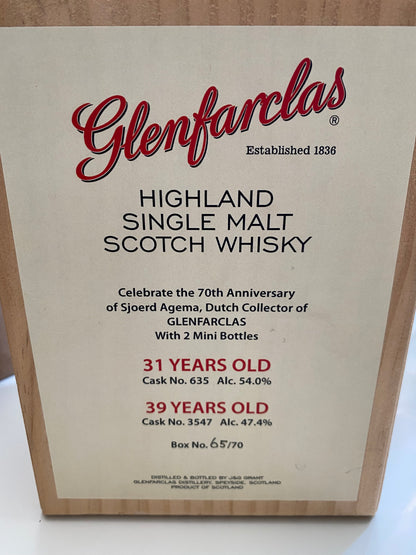 Glenfarclas ®
Established 1836
HIGHLAND
SINGLE MALT
SCOTCH WHISKY
Celebrate the 70th Anniversary
of Sjoerd Agema, Dutch Collector of
GLENFARCLAS
With 2 Mini Bottles
31 YEARS OLD
Cask No. 635 Alc. 54.0%
39 YEARS OLD
Cask No. 3547 Alc. 47.4%
Box No. 65/70
DISTILLED & BOTTLED BY J&G GRANT
GLENFARCLAS DISTILLERY, SPEYSIDE, SCOTLAND
PRODUCT OF SCOTLAND